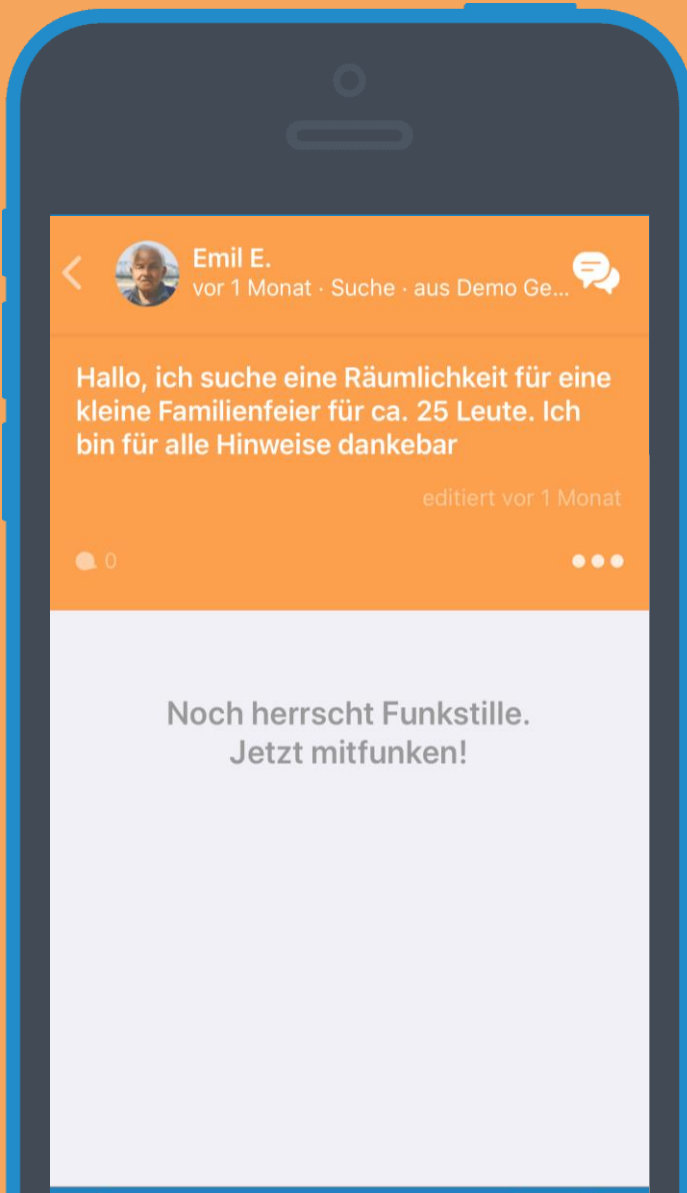 Emil E.
vor 1 Monat · Suche · aus Demo Ge...
Hallo, ich suche eine Räumlichkeit für eine
kleine Familienfeier für ca. 25 Leute. Ich
bin für alle Hinweise dankebar
editiert vor 1 Monat
0
Noch herrscht Funkstille.
Jetzt mitfunken!